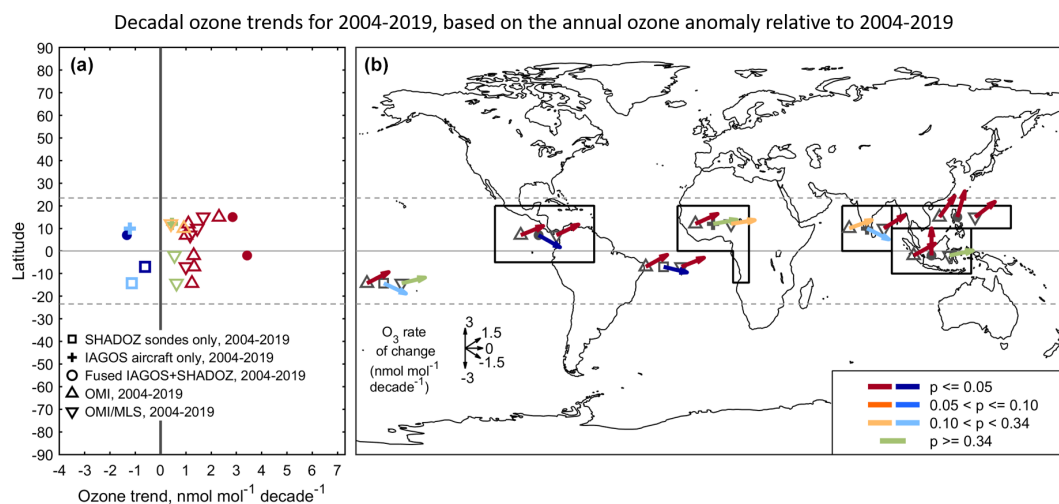 Decadal ozone trends for 2004-2019, based on the annual ozone anomaly relative to 2004-2019
(a)
90
80
70
60
50
40
30
20
10
0
-10
-20
-30
-40
-50
-60
-70
-80
-90
Latitude
SHADOZ sondes only, 2004-2019
IAGOS aircraft only, 2004-2019
Fused IAGOS+SHADOZ, 2004-2019
OMI, 2004-2019
OMI/MLS, 2004-2019
-4 -3 -2 -1 0 1 2 3 4 5 6 7
Ozone trend, nmol mol⁻¹ decade⁻¹
(b)
O₃ rate
of change
(nmol mol⁻¹
decade⁻¹)
3
1.5
0
-1.5
-3
p <= 0.05
0.05 < p <= 0.10
0.10 < p < 0.34
p >= 0.34